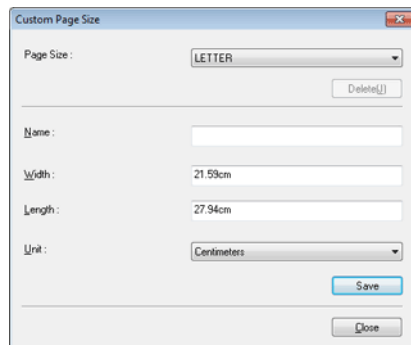 Custom Page Size
Page Size :
LETTER
Delete(J)
Name :
Width :
21.59cm
Length :
27.94cm
Unit :
Centimeters
Save
Close